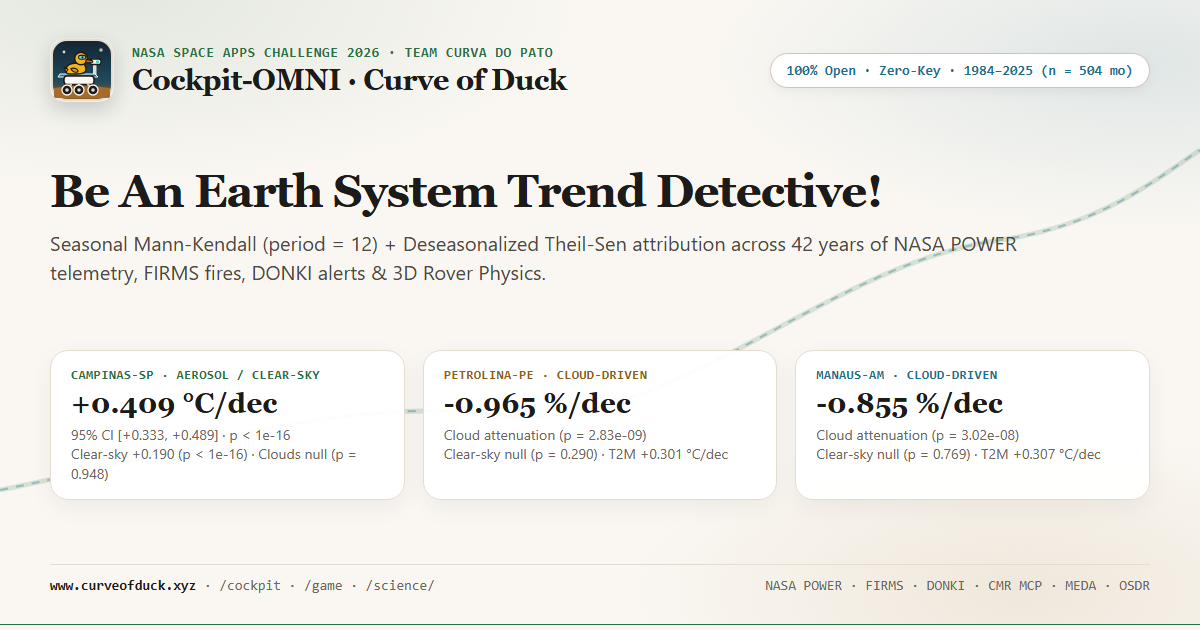 NASA SPACE APPS CHALLENGE 2026 · TEAM CURVA DO PATO
Cockpit-OMNI · Curve of Duck
100% Open · Zero-Key · 1984–2025 (n = 504 mo)
Be An Earth System Trend Detective!
Seasonal Mann-Kendall (period = 12) + Deseasonalized Theil-Sen attribution across 42 years of NASA POWER
telemetry, FIRMS fires, DONKI alerts & 3D Rover Physics.
CAMPINAS-SP · AEROSOL / CLEAR-SKY
+0.409 °C/dec
95% CI [+0.333, +0.489] · p < 1e-16
Clear-sky +0.190 (p < 1e-16) · Clouds null (p =
0.948)
PETROLINA-PE · CLOUD-DRIVEN
-0.965 %/dec
Cloud attenuation (p = 2.83e-09)
Clear-sky null (p = 0.290) · T2M +0.301 °C/dec
MANAUS-AM · CLOUD-DRIVEN
-0.855 %/dec
Cloud attenuation (p = 3.02e-08)
Clear-sky null (p = 0.769) · T2M +0.307 °C/dec
www.curveofduck.xyz · /cockpit · /game · /science/
NASA POWER · FIRMS · DONKI · CMR MCP · MEDA · OSDR